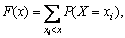 F(x) = ∑_{x_i < x} P(X = x_i),